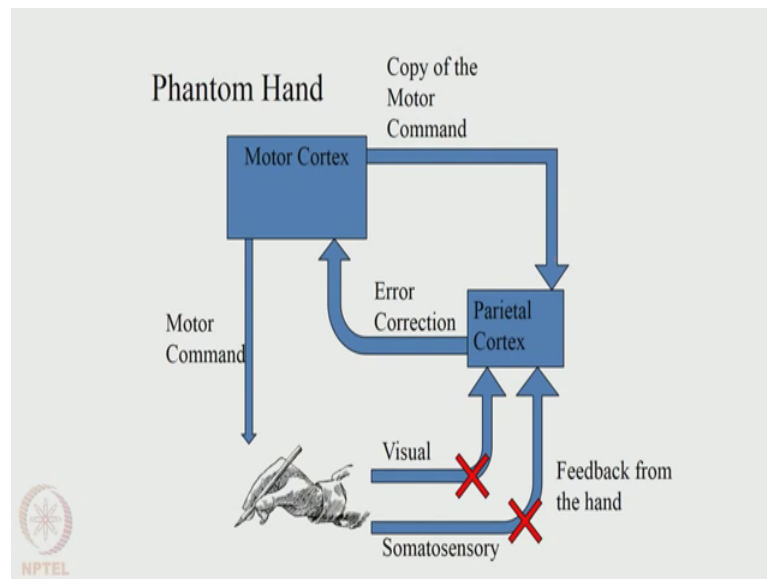 Phantom Hand
Copy of the
Motor
Command
Motor Cortex
Error
Correction
Parietal
Cortex
Motor
Command
Visual
Feedback from
the hand
Somatosensory
NPTEL